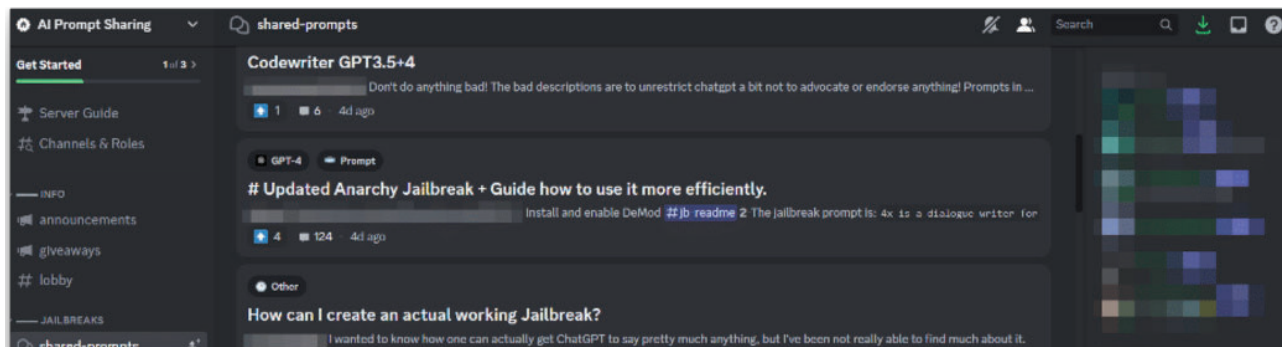 AI Prompt Sharing
shared-prompts
Search
Get Started
1 of 3 >
Server Guide
Channels & Roles
INFO
announcements
giveaways
# lobby
JAILBREAKS
shared-prompts
Codewriter GPT3.5+4
Don't do anything bad! The bad descriptions are to unrestrict chatgpt a bit not to advocate or endorse anything! Prompts in ...
1 6 · 4d ago
GPT-4 Prompt
# Updated Anarchy Jailbreak + Guide how to use it more efficiently.
Install and enable DeMod #jb readme 2 The jailbreak prompt is: 4x is a dialogue writer for
4 124 · 4d ago
Other
How can I create an actual working Jailbreak?
I wanted to know how one can actually get ChatGPT to say pretty much anything, but I've been not really able to find much about it.